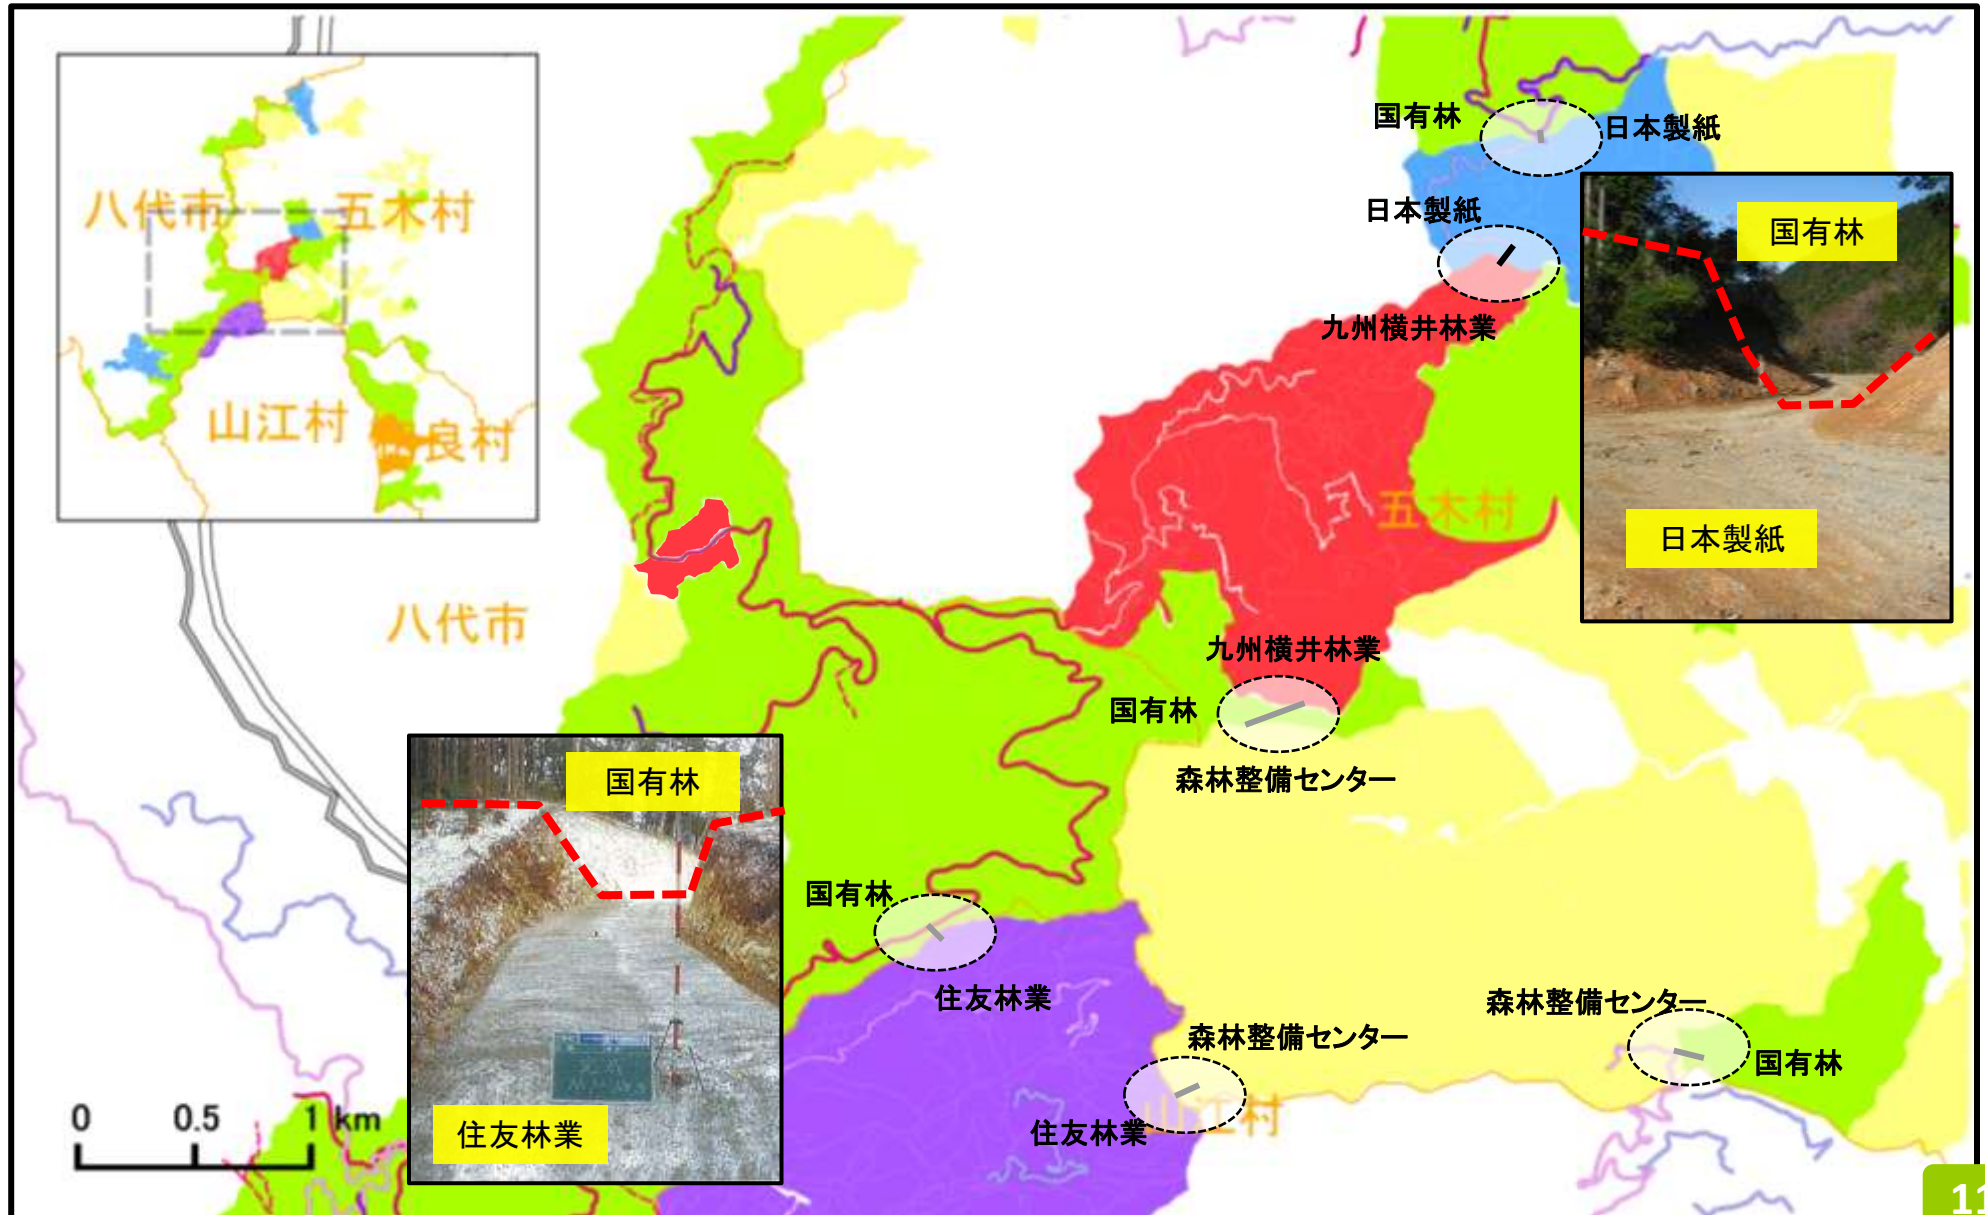 国有林
日本製紙
八代市
五木村
日本製紙
国有林
九州横井林業
山江村
良村
五木村
日本製紙
八代市
九州横井林業
国有林
国有林
森林整備センター
国有林
住友林業
森林整備センター
森林整備センター
国有林
0 0.5 1 km
住友林業
住友林業
山江村
11